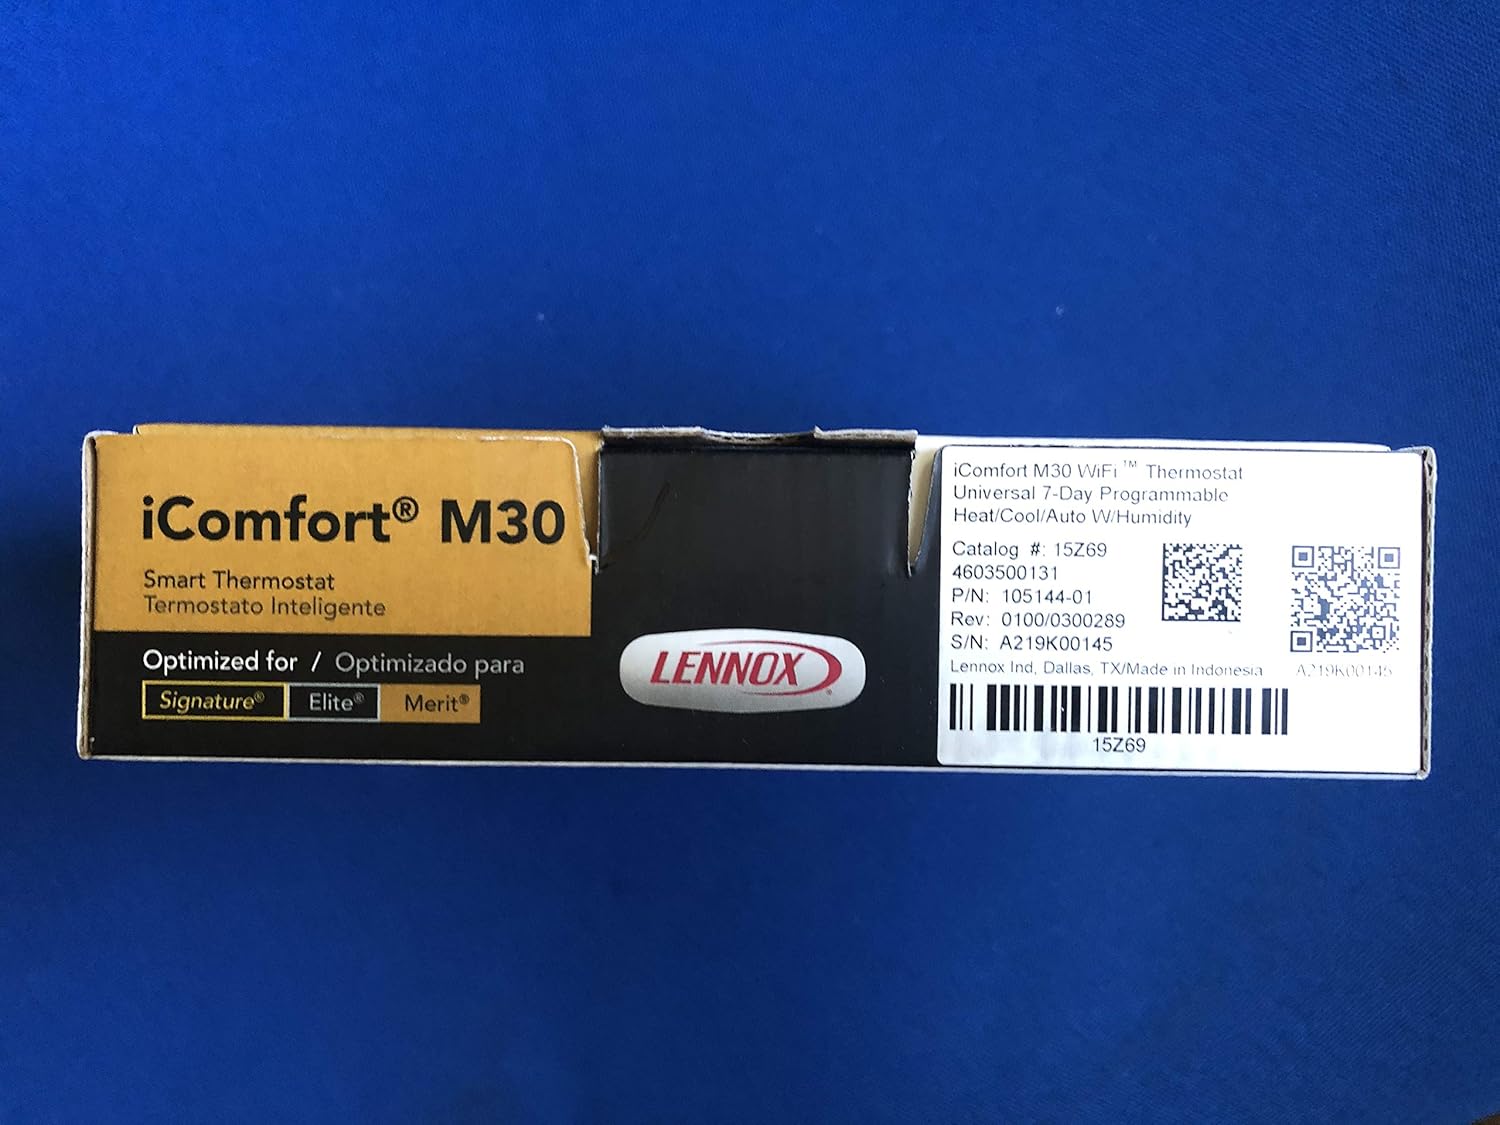 iComfort® M30
Smart Thermostat
Termostato Inteligente
Optimized for / Optimizado para
Signature® Elite® Merit®
LENNOX
iComfort M30 WiFi™ Thermostat
Universal 7-Day Programmable
Heat/Cool/Auto W/Humidity
Catalog #: 15Z69
4603500131
P/N: 105144-01
Rev: 0100/0300289
S/N: A219K00145
Lennox Ind, Dallas, TX/Made in Indonesia
A219K00145
15Z69